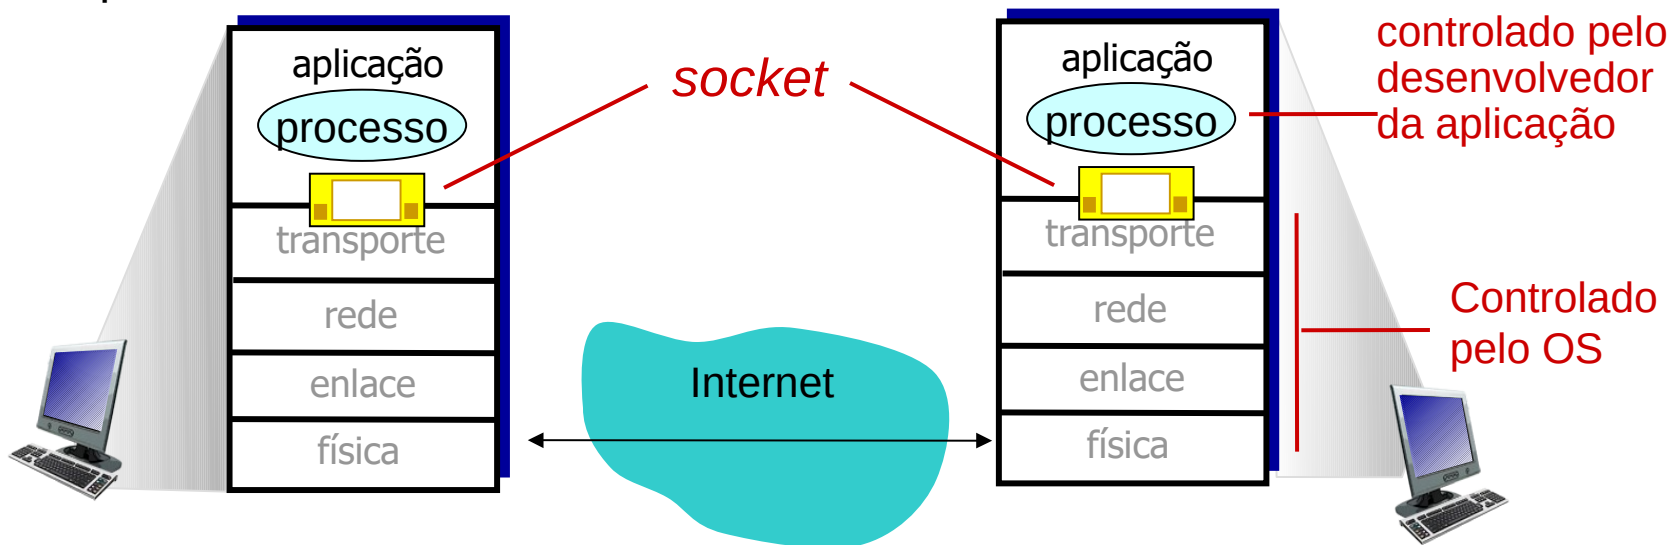 aplicação
processo
transporte
rede
enlace
física
socket
Internet
aplicação
processo
transporte
rede
enlace
física
controlado pelo
desenvolvedor
da aplicação
Controlado
pelo OS